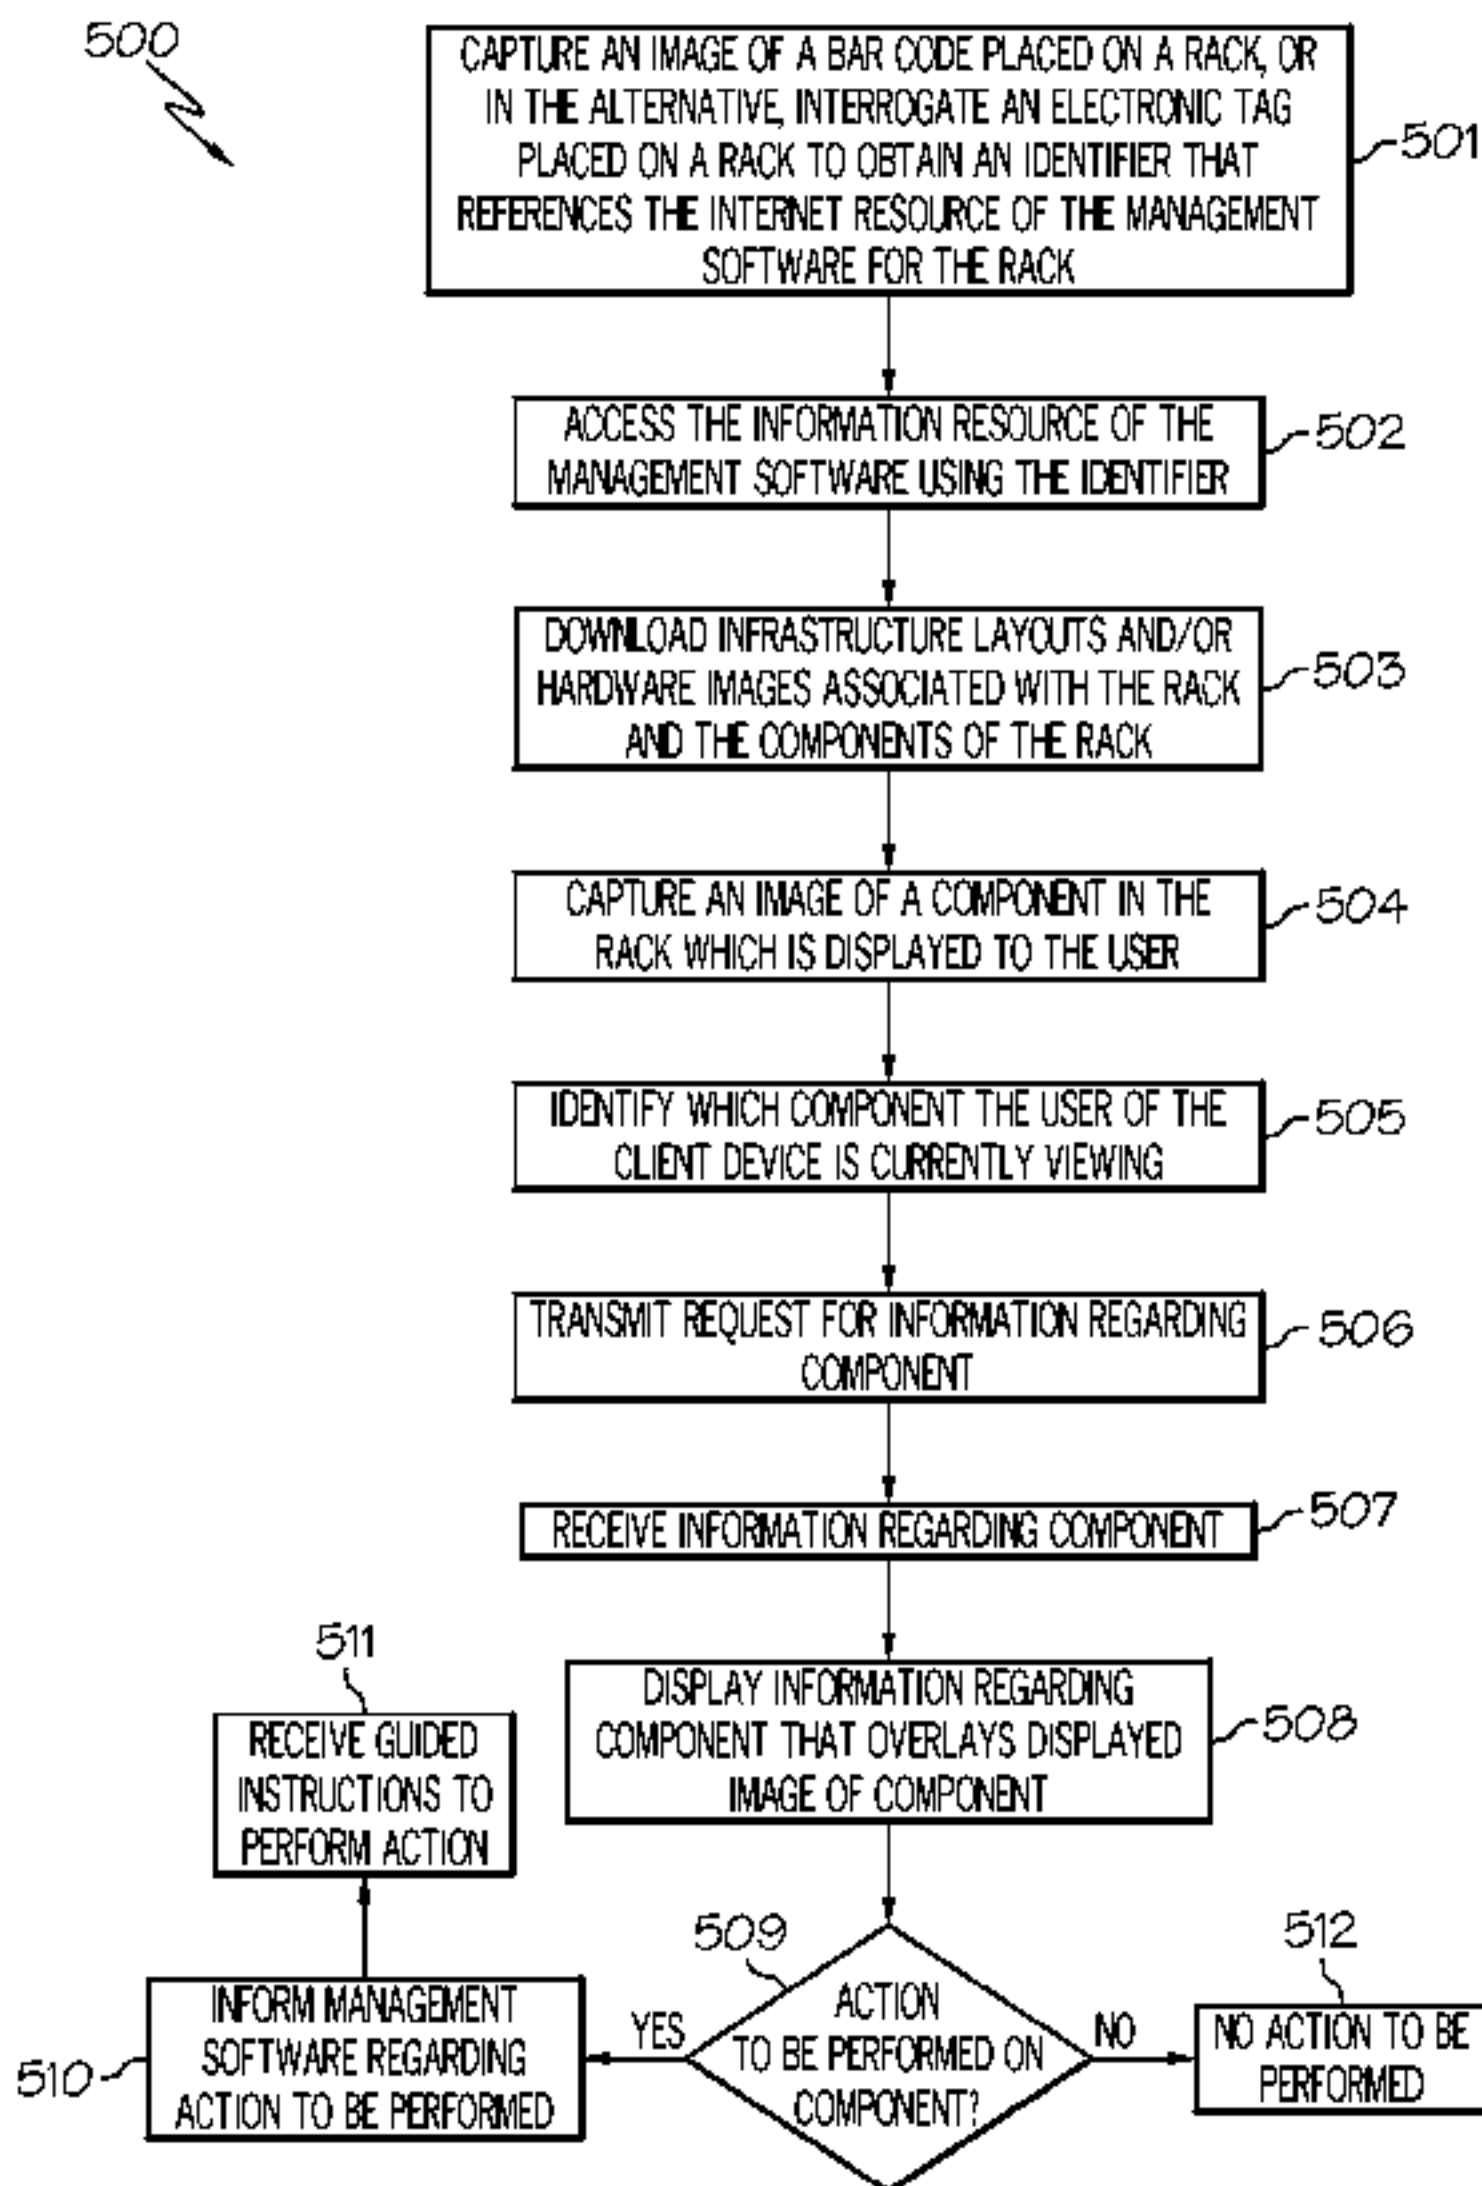 500
CAPTURE AN IMAGE OF A BAR CODE PLACED ON A RACK, OR
IN THE ALTERNATIVE, INTERROGATE AN ELECTRONIC TAG
PLACED ON A RACK TO OBTAIN AN IDENTIFIER THAT
REFERENCES THE INTERNET RESOURCE OF THE MANAGEMENT
SOFTWARE FOR THE RACK
501
ACCESS THE INFORMATION RESOURCE OF THE
MANAGEMENT SOFTWARE USING THE IDENTIFIER
502
DOWNLOAD INFRASTRUCTURE LAYOUTS AND/OR
HARDWARE IMAGES ASSOCIATED WITH THE RACK
AND THE COMPONENTS OF THE RACK
503
CAPTURE AN IMAGE OF A COMPONENT IN THE
RACK WHICH IS DISPLAYED TO THE USER
504
IDENTIFY WHICH COMPONENT THE USER OF THE
CLIENT DEVICE IS CURRENTLY VIEWING
505
TRANSMIT REQUEST FOR INFORMATION REGARDING
COMPONENT
506
RECEIVE INFORMATION REGARDING COMPONENT
507
DISPLAY INFORMATION REGARDING
COMPONENT THAT OVERLAYS DISPLAYED
IMAGE OF COMPONENT
508
509
ACTION
TO BE PERFORMED ON
COMPONENT?
YES
INFORM MANAGEMENT
SOFTWARE REGARDING
ACTION TO BE PERFORMED
510
511
RECEIVE GUIDED
INSTRUCTIONS TO
PERFORM ACTION
NO
512
NO ACTION TO BE
PERFORMED